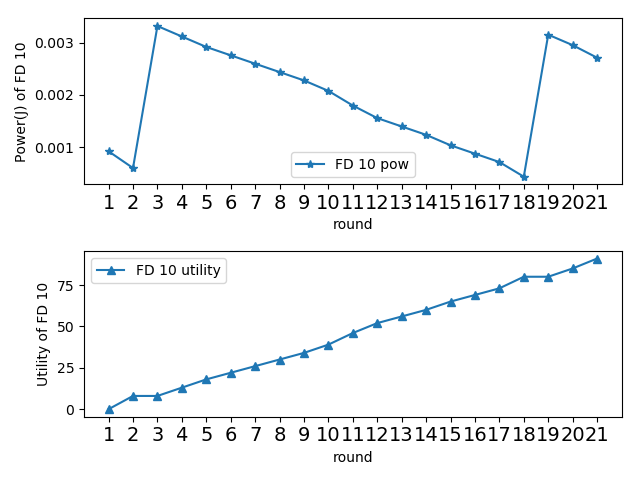 Power(J) of FD 10
0.003
0.002
0.001
FD 10 pow
1 2 3 4 5 6 7 8 9 10 11 12 13 14 15 16 17 18 19 20 21
round
Utility of FD 10
75
50
25
0
FD 10 utility
1 2 3 4 5 6 7 8 9 10 11 12 13 14 15 16 17 18 19 20 21
round